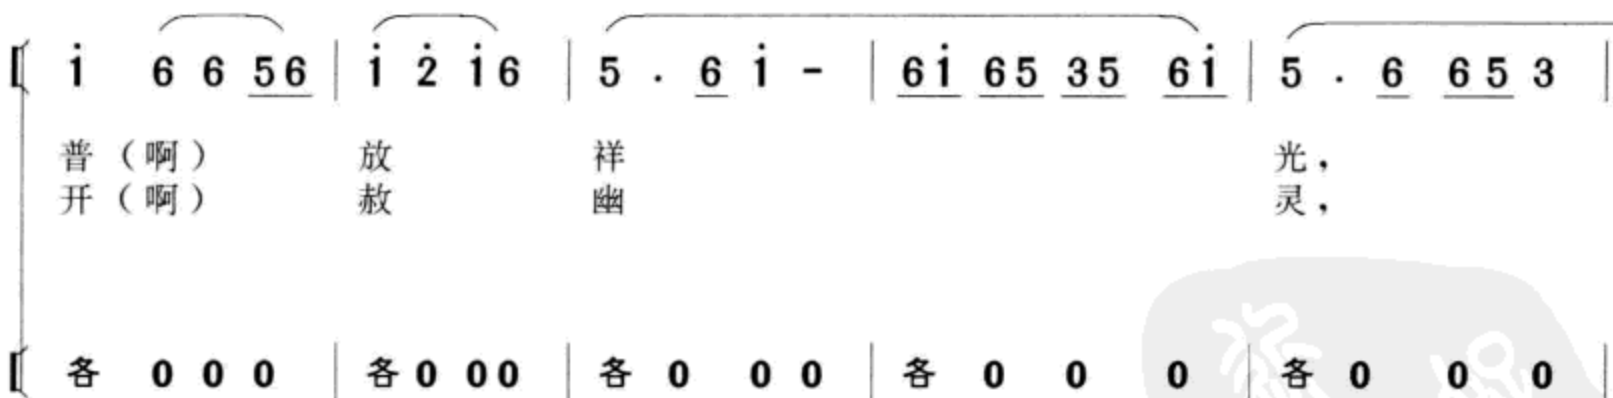 i̇ 6 6 56 | i̇ 2̇ i̇6 | 5 . 6 i̇ - | 6i̇ 65 35 6i̇ | 5 . 6 65 3 |
普（啊） 放 祥 光，
开（啊） 赦 幽 灵，
各 0 0 0 | 各 0 0 0 | 各 0 0 0 | 各 0 0 0 | 各 0 0 0 |